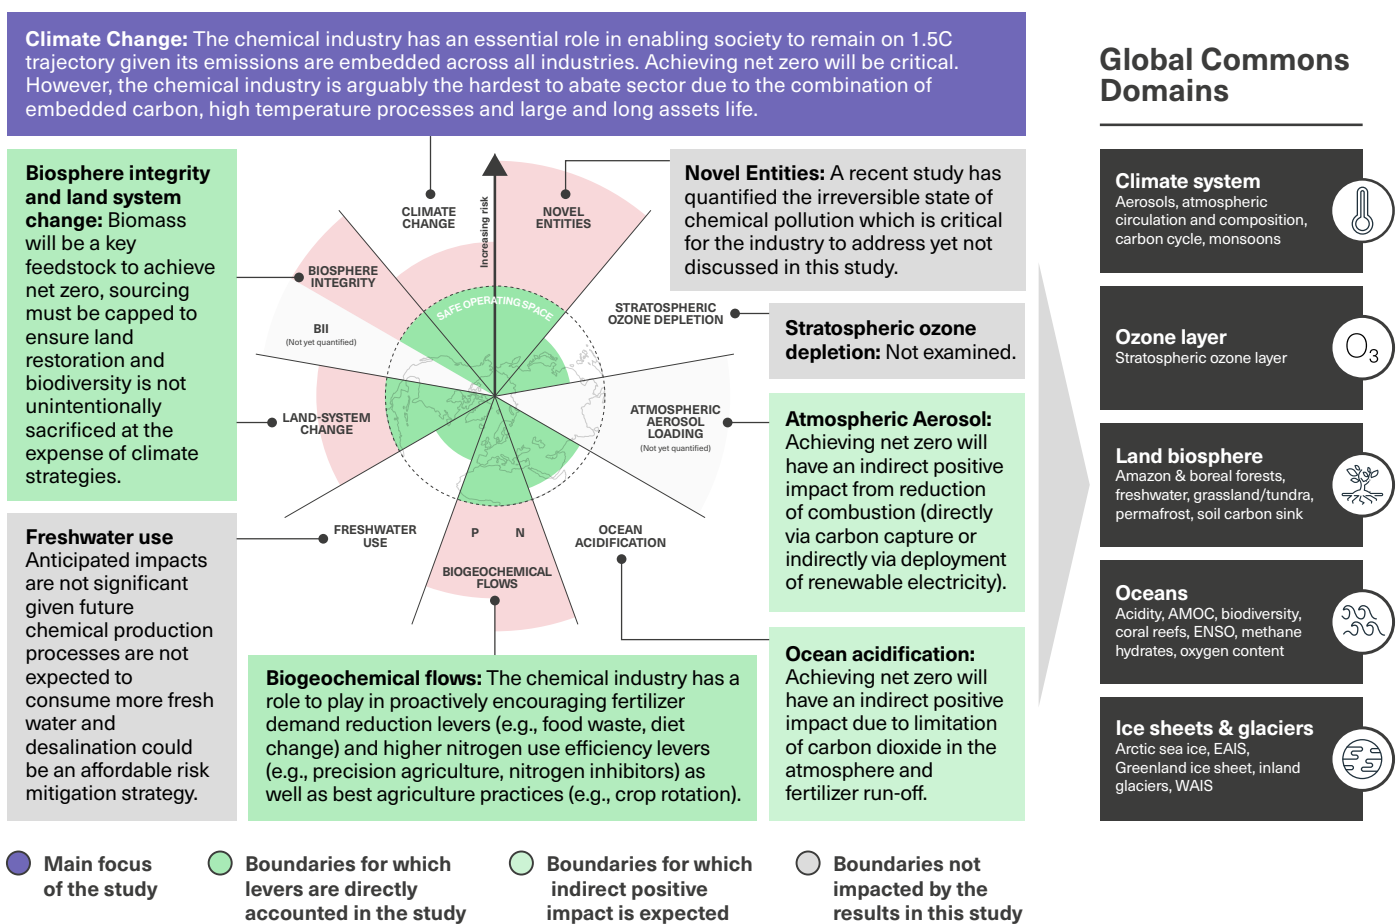 Climate Change: The chemical industry has an essential role in enabling society to remain on 1.5C
trajectory given its emissions are embedded across all industries. Achieving net zero will be critical.
However, the chemical industry is arguably the hardest to abate sector due to the combination of
embedded carbon, high temperature processes and large and long assets life.
Biosphere integrity
and land system
change: Biomass
will be a key
feedstock to achieve
net zero, sourcing
must be capped to
ensure land
restoration and
biodiversity is not
unintentionally
sacrificed at the
expense of climate
strategies.
Freshwater use
Anticipated impacts
are not significant
given future
chemical production
processes are not
expected to
consume more fresh
water and
desalination could
be an affordable risk
mitigation strategy.
CLIMATE
CHANGE
Increasing risk
NOVEL
ENTITIES
BIOSPHERE
INTEGRITY
SAFE OPERATING SPACE
STRATOSPHERIC
OZONE DEPLETION
BII
(Not yet quantified)
LAND-SYSTEM
CHANGE
ATMOSPHERIC
AEROSOL
LOADING
(Not yet quantified)
FRESHWATER
USE
P N
OCEAN
ACIDIFICATION
BIOGEOCHEMICAL
FLOWS
Novel Entities: A recent study has
quantified the irreversible state of
chemical pollution which is critical
for the industry to address yet not
discussed in this study.
Stratospheric ozone
depletion: Not examined.
Atmospheric Aerosol:
Achieving net zero will
have an indirect positive
impact from reduction
of combustion (directly
via carbon capture or
indirectly via deployment
of renewable electricity).
Ocean acidification:
Achieving net zero will
have an indirect positive
impact due to limitation
of carbon dioxide in the
atmosphere and
fertilizer run-off.
Biogeochemical flows: The chemical industry has a
role to play in proactively encouraging fertilizer
demand reduction levers (e.g., food waste, diet
change) and higher nitrogen use efficiency levers
(e.g., precision agriculture, nitrogen inhibitors) as
well as best agriculture practices (e.g., crop rotation).
Global Commons
Domains
Climate system
Aerosols, atmospheric
circulation and composition,
carbon cycle, monsoons
Ozone layer
Stratospheric ozone layer
O3
Land biosphere
Amazon & boreal forests,
freshwater, grassland/tundra,
permafrost, soil carbon sink
Oceans
Acidity, AMOC, biodiversity,
coral reefs, ENSO, methane
hydrates, oxygen content
Ice sheets & glaciers
Arctic sea ice, EAIS,
Greenland ice sheet, inland
glaciers, WAIS
Main focus
of the study
Boundaries for which
levers are directly
accounted in the study
Boundaries for which
indirect positive
impact is expected
Boundaries not
impacted by the
results in this study